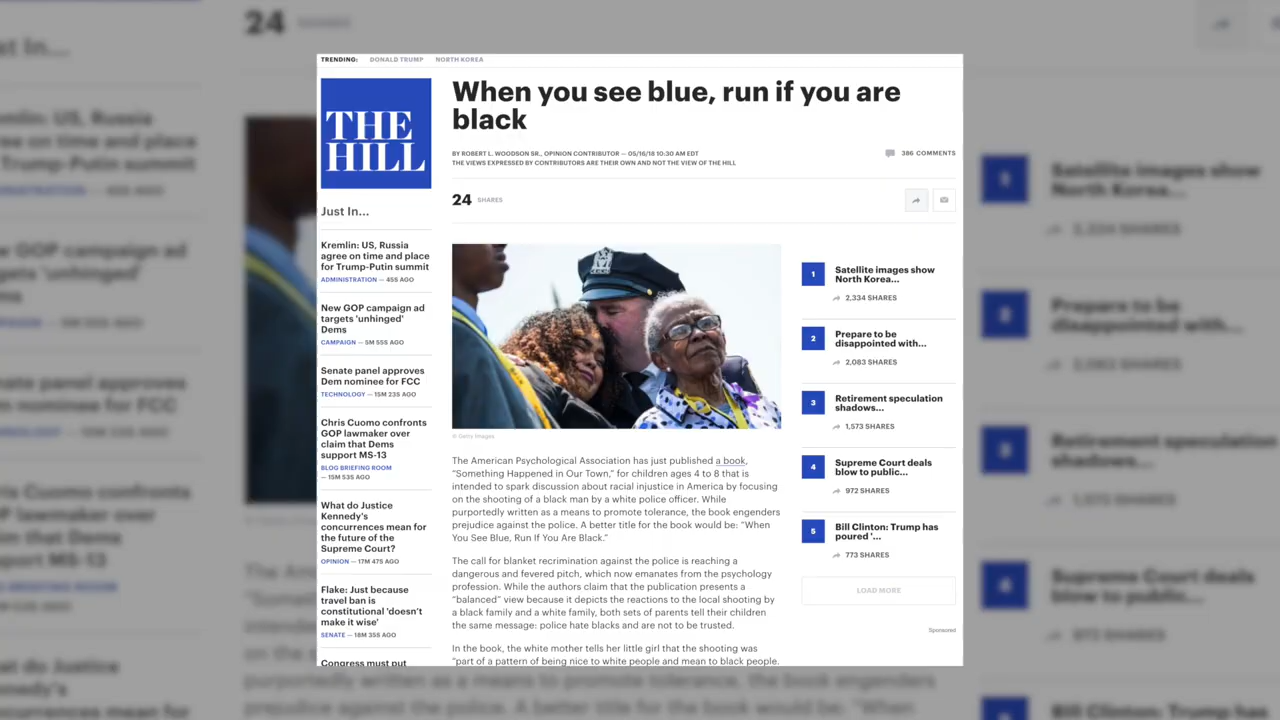 TRENDING: DONALD TRUMP NORTH KOREA
THE
HILL
When you see blue, run if you are
black
BY ROBERT L. WOODSON SR., OPINION CONTRIBUTOR — 05/16/18 10:30 AM EDT
THE VIEWS EXPRESSED BY CONTRIBUTORS ARE THEIR OWN AND NOT THE VIEW OF THE HILL
386 COMMENTS
24 SHARES
Just In...
Kremlin: US, Russia
agree on time and place
for Trump-Putin summit
ADMINISTRATION — 45S AGO
New GOP campaign ad
targets 'unhinged'
Dems
CAMPAIGN — 5M 55S AGO
Senate panel approves
Dem nominee for FCC
TECHNOLOGY — 15M 23S AGO
Chris Cuomo confronts
GOP lawmaker over
claim that Dems
support MS-13
BLOG BRIEFING ROOM
— 15M 53S AGO
What do Justice
Kennedy's
concurrences mean for
the future of the
Supreme Court?
OPINION — 17M 47S AGO
Flake: Just because
travel ban is
constitutional 'doesn't
make it wise'
SENATE — 18M 35S AGO
Congress must put
© Getty Images
The American Psychological Association has just published a book,
"Something Happened in Our Town," for children ages 4 to 8 that is
intended to spark discussion about racial injustice in America by focusing
on the shooting of a black man by a white police officer. While
purportedly written as a means to promote tolerance, the book engenders
prejudice against the police. A better title for the book would be: "When
You See Blue, Run If You Are Black."
The call for blanket recrimination against the police is reaching a
dangerous and fevered pitch, which now emanates from the psychology
profession. While the authors claim that the publication presents a
"balanced" view because it depicts the reactions to the local shooting by
a black family and a white family, both sets of parents tell their children
the same message: police hate blacks and are not to be trusted.
In the book, the white mother tells her little girl that the shooting was
"part of a pattern of being nice to white people and mean to black people.
1 Satellite images show
North Korea...
2,334 SHARES
2 Prepare to be
disappointed with...
2,083 SHARES
3 Retirement speculation
shadows...
1,573 SHARES
4 Supreme Court deals
blow to public...
972 SHARES
5 Bill Clinton: Trump has
poured '...
773 SHARES
LOAD MORE
Sponsored